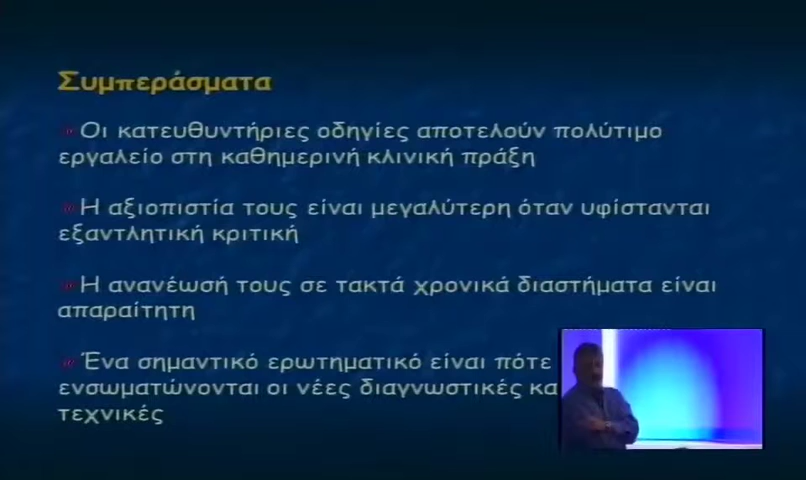 Συμπεράσματα
Οι κατευθυντήριες οδηγίες αποτελούν πολύτιμο
εργαλείο στη καθημερινή κλινική πράξη
Η αξιοπιστία τους είναι μεγαλύτερη όταν υφίστανται
εξαντλητική κριτική
Η ανανέωσή τους σε τακτά χρονικά διαστήματα είναι
απαραίτητη
Ένα σημαντικό ερωτηματικό είναι πότε
ενσωματώνονται οι νέες διαγνωστικές
τεχνικές